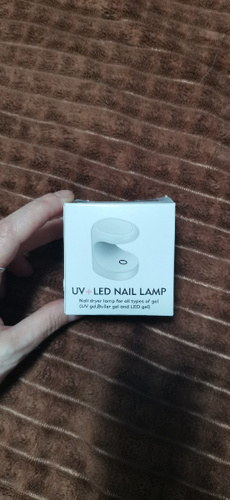 UV+LED NAIL LAMP
Nail dryer lamp for all types of gel
(UV gel,Builder gel and LED gel)